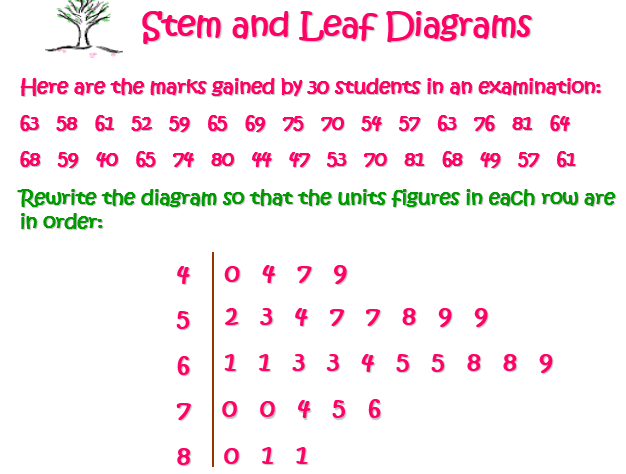 Stem and Leaf Diagrams
Here are the marks gained by 30 students in an examination:
63 58 61 52 59 65 69 75 70 54 57 63 76 81 64
68 59 40 65 74 80 44 47 53 70 81 68 49 57 61
Rewrite the diagram so that the units figures in each row are
in order:
4 0 4 7 9
5 2 3 4 7 7 8 9 9
6 1 1 3 3 4 5 5 8 8 9
7 0 0 4 5 6
8 0 1 1